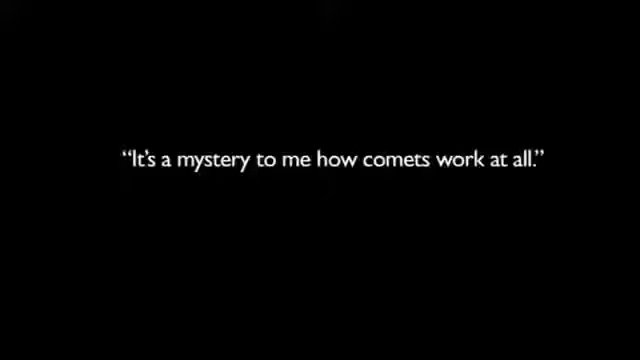 “It’s a mystery to me how comets work at all.”